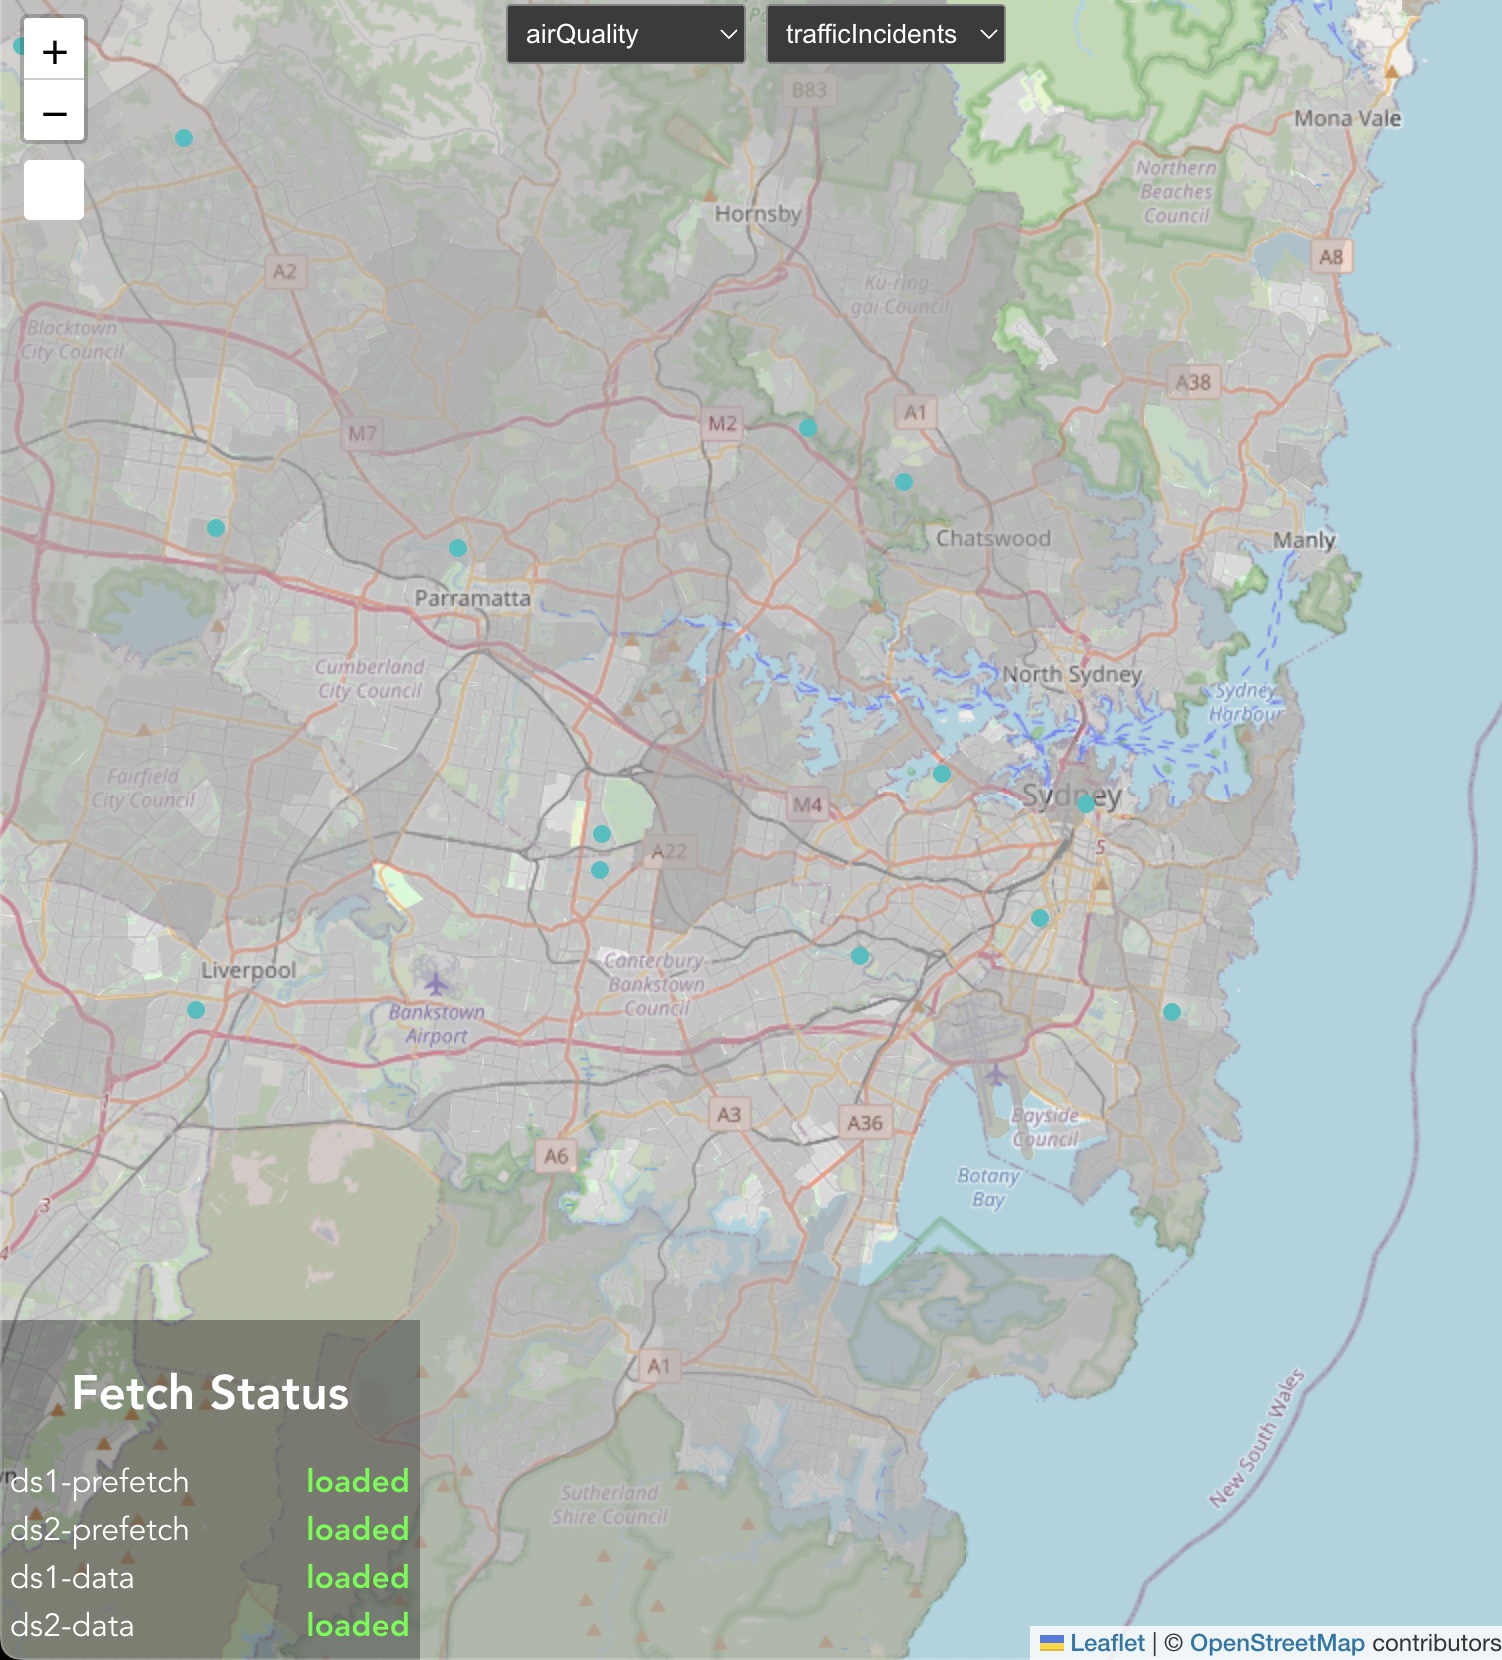 +
airQuality
trafficIncidents
−
B83
Mona Vale
Northern
Beaches
Council
Hornsby
A8
A2
Ku-ring-
gai Council
Blacktown
City Council
A38
A1
M2
M7
Chatswood
Manly
Parramatta
Cumberland
City Council
North Sydney
Sydney
Harbour
Fairfield
City Council
Sydney
M4
5
A22
Liverpool
Canterbury-
Bankstown
Council
Bankstown
Airport
1
A3
A36
Bayside
Council
A6
Botany
Bay
3
4
A1
Fetch Status
New South Wales
ds1-prefetch loaded
Sutherland
Shire Council
ds2-prefetch loaded
ds1-data loaded
ds2-data loaded
Leaflet | © OpenStreetMap contributors